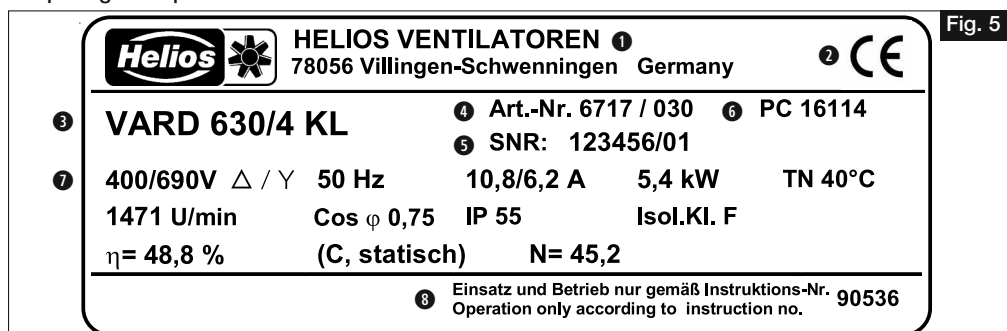 Fig. 5
Helios
HELIOS VENTILATOREN ❶
78056 Villingen-Schwenningen Germany
❷ CE
❸ VARD 630/4 KL
❹ Art.-Nr. 6717 / 030 ❻ PC 16114
❺ SNR: 123456/01
❼ 400/690V △ / Y 50 Hz 10,8/6,2 A 5,4 kW TN 40°C
1471 U/min Cos φ 0,75 IP 55 Isol.Kl. F
η= 48,8 % (C, statisch) N= 45,2
❽ Einsatz und Betrieb nur gemäß Instruktions-Nr. 90536
Operation only according to instruction no.